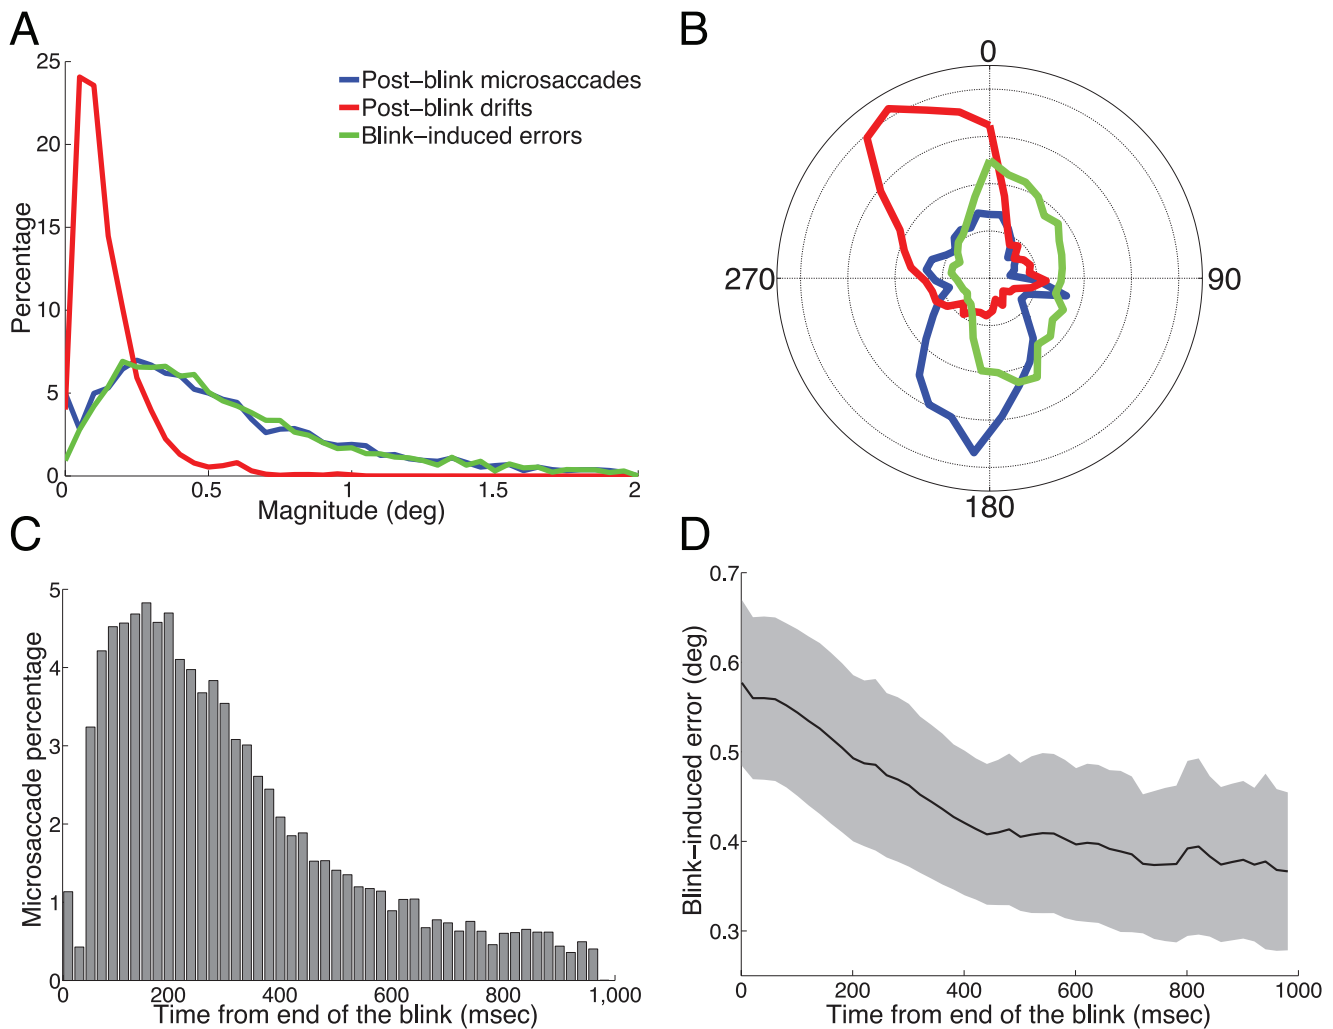 A
25
20
15
10
5
0
Percentage
Post–blink microsaccades
Post–blink drifts
Blink–induced errors
0 0.5 1 1.5 2
Magnitude (deg)
B
0
270
90
180
C
5
4
3
2
1
0
Microsaccade percentage
0 200 400 600 800 1,000
Time from end of the blink (msec)
D
0.7
0.6
0.5
0.4
0.3
Blink–induced error (deg)
0 200 400 600 800 1000
Time from end of the blink (msec)